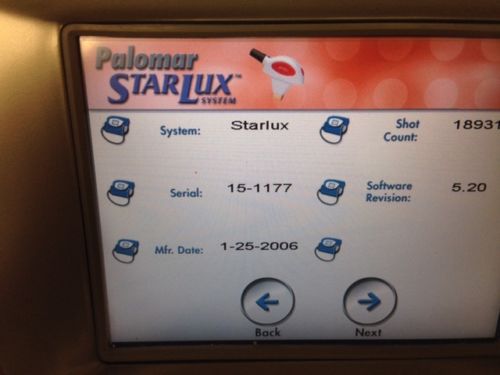 Palomar
STARLUX™
SYSTEM
System: Starlux
Shot Count: 18931
Serial: 15-1177
Software Revision: 5.20
Mfr. Date: 1-25-2006
Back
Next